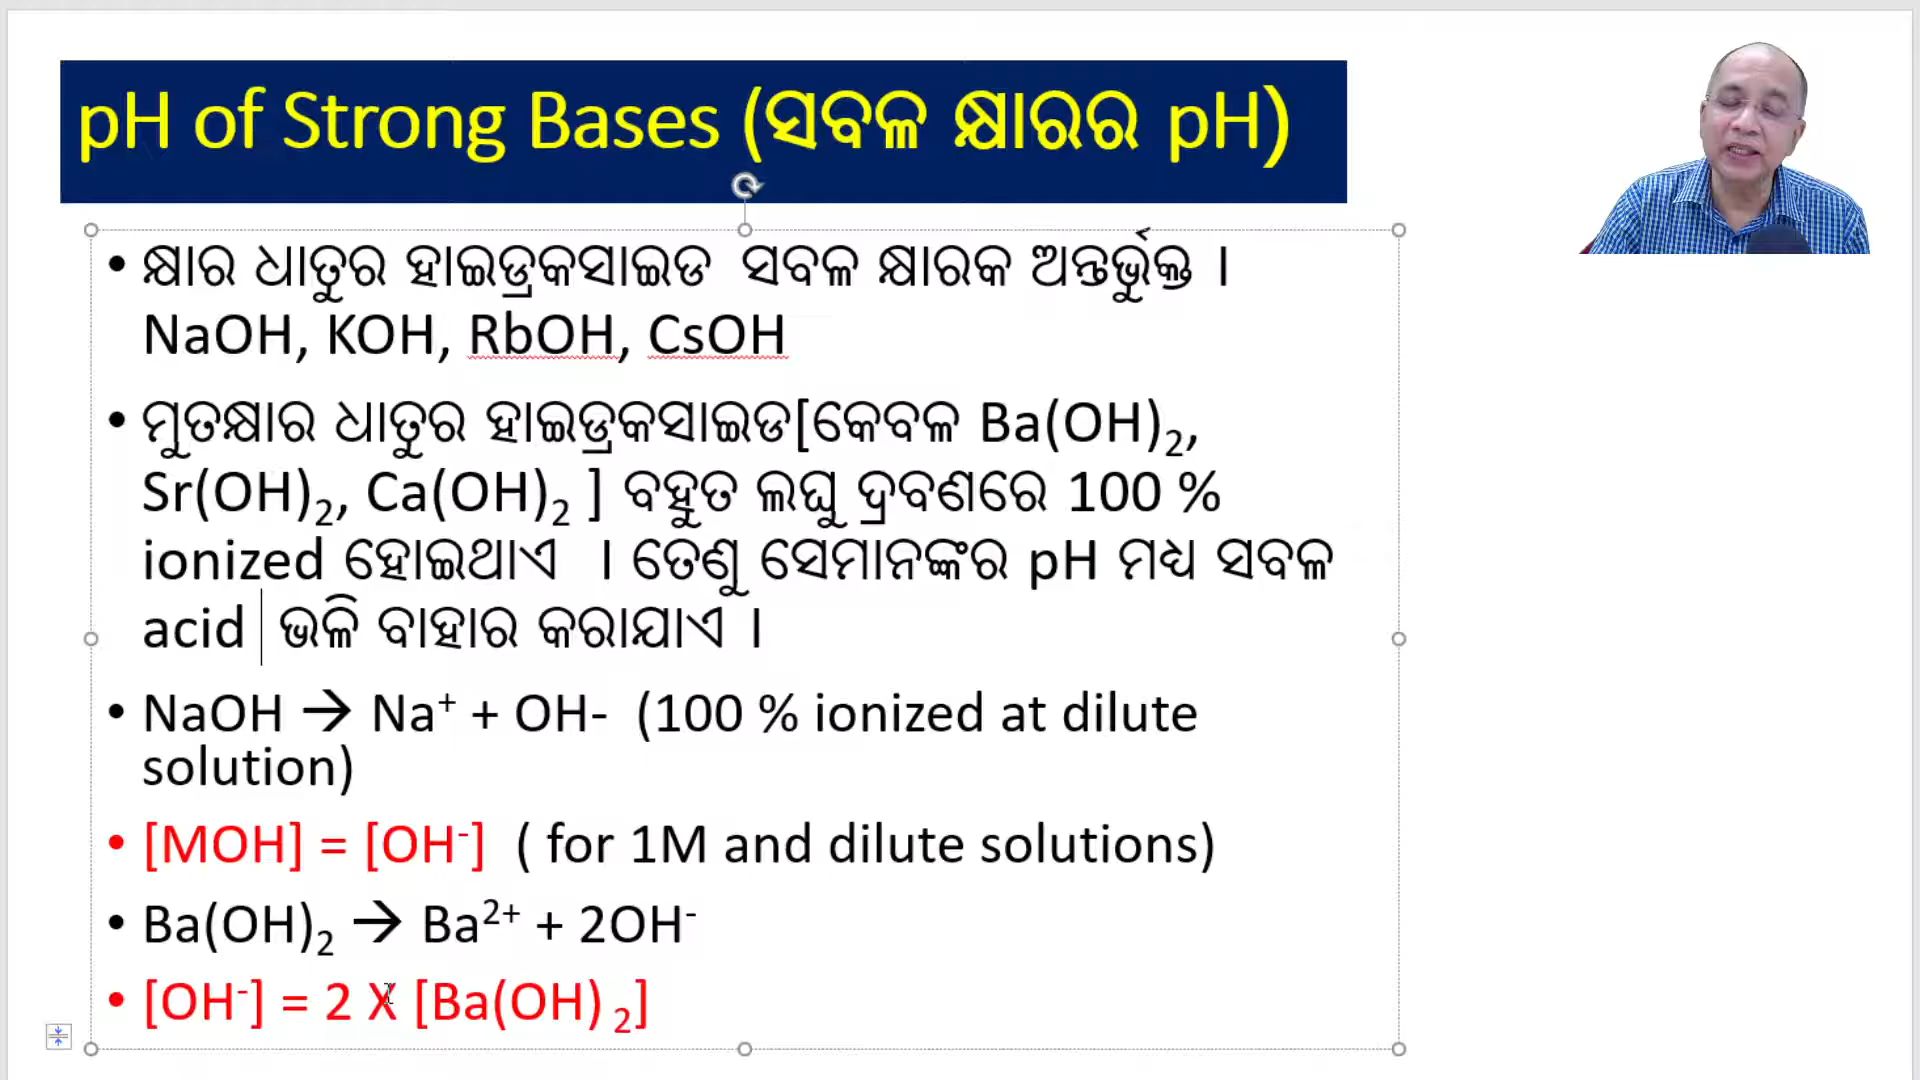 pH of Strong Bases (ସବଳ କ୍ଷାରର pH)
• କ୍ଷାର ଧାତୁର ହାଇଡ୍ରକସାଇଡ ସବଳ କ୍ଷାରକ ଅନ୍ତର୍ଭୁକ୍ତ ।
NaOH, KOH, RbOH, CsOH
• ମୁତକ୍ଷାର ଧାତୁର ହାଇଡ୍ରକସାଇଡ[କେବଳ Ba(OH)₂,
Sr(OH)₂, Ca(OH)₂ ] ବହୁତ ଲଘୁ ଦ୍ରବଣରେ 100 %
ionized ହୋଇଥାଏ । ତେଣୁ ସେମାନଙ୍କର pH ମଧ୍ୟ ସବଳ
acid ଭଳି ବାହାର କରାଯାଏ ।
• NaOH → Na⁺ + OH- (100 % ionized at dilute
solution)
• [MOH] = [OH⁻] ( for 1M and dilute solutions)
• Ba(OH)₂ → Ba²⁺ + 2OH⁻
• [OH⁻] = 2 X [Ba(OH) ₂]